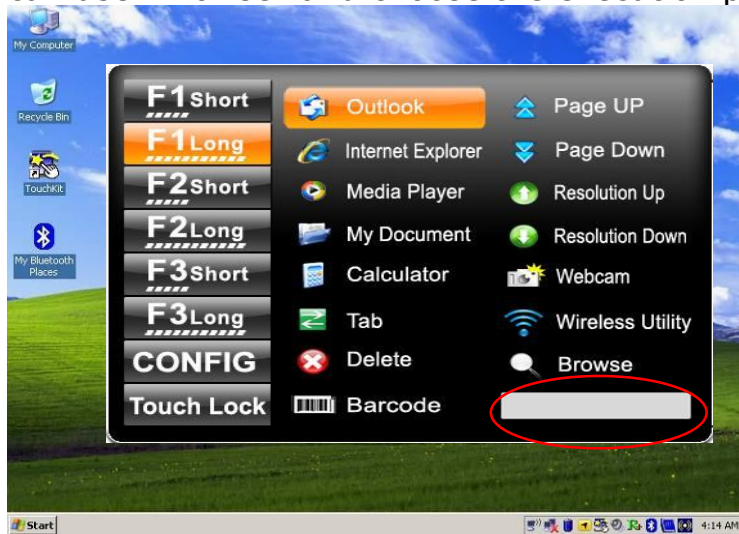 My Computer
Recycle Bin
TouchKit
My Bluetooth
Places
F1Short
F1Long
F2Short
F2Long
F3Short
F3Long
CONFIG
Touch Lock
Outlook
Internet Explorer
Media Player
My Document
Calculator
Tab
Delete
Barcode
Page UP
Page Down
Resolution Up
Resolution Down
Webcam
Wireless Utility
Browse
Start
4:14 AM